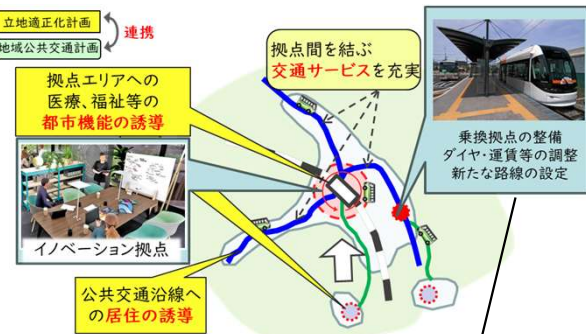 立地適正化計画
地域公共交通計画
連携
拠点エリアへの
医療、福祉等の
都市機能の誘導
拠点間を結ぶ
交通サービスを充実
乗換拠点の整備
ダイヤ・運賃等の調整
新たな路線の設定
イノベーション拠点
公共交通沿線へ
の居住の誘導